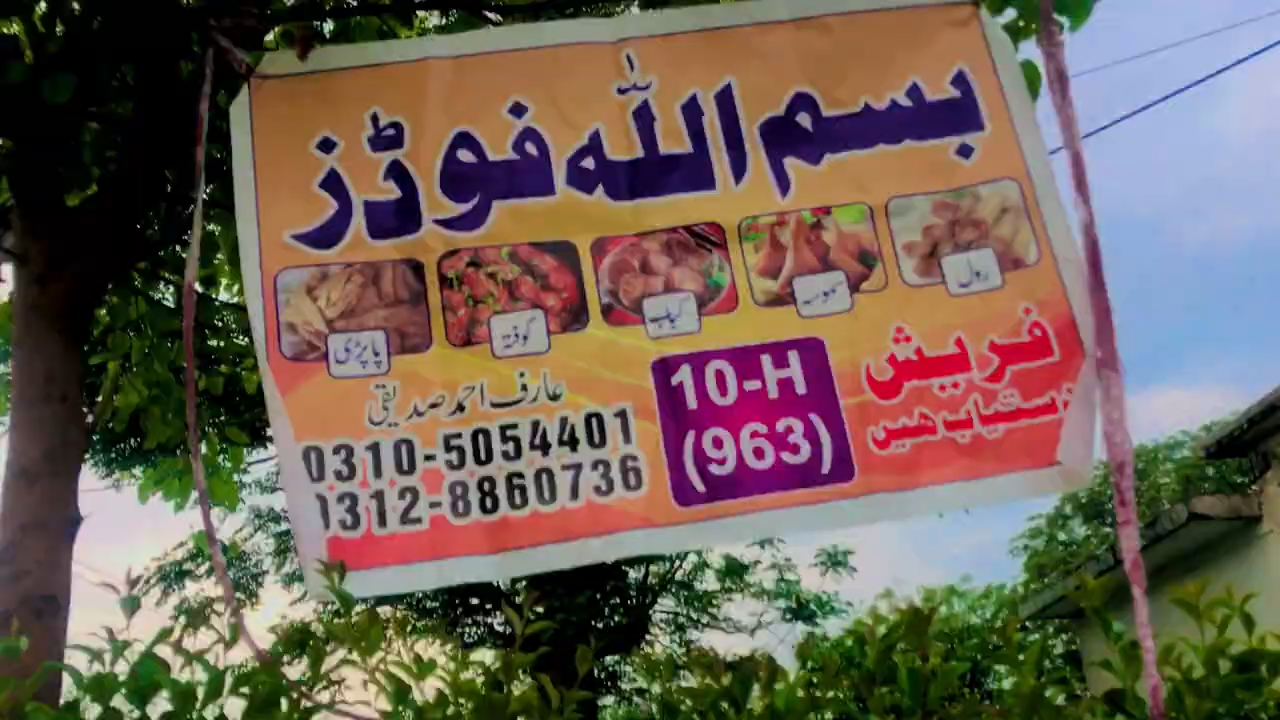 بسم اللہ فوڈز
رول
سموسہ
کباب
کوفتہ
پاپڑی
فریش
دستیاب ھیں
10-H
(963)
عارف احمد صدیقی
0310-5054401
0312-8860736